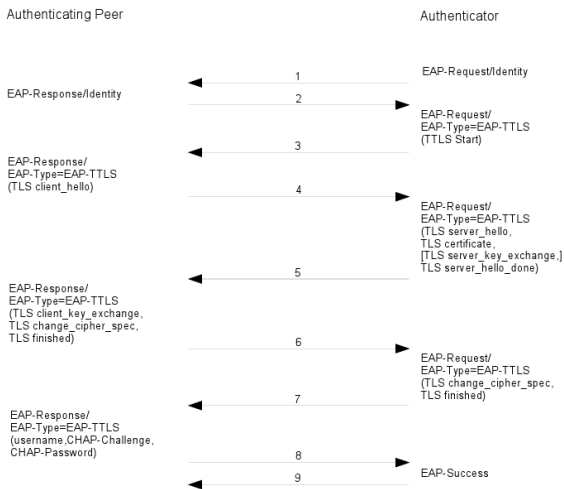 Authenticating Peer
Authenticator
EAP-Request/Identity
1
EAP-Response/Identity
2
EAP-Request/
EAP-Type=EAP-TTLS
(TTLS Start)
3
EAP-Response/
EAP-Type=EAP-TTLS
(TLS client_hello)
4
EAP-Request/
EAP-Type=EAP-TTLS
(TLS server_hello,
TLS certificate,
[TLS server_key_exchange,]
TLS server_hello_done)
5
EAP-Response/
EAP-Type=EAP-TTLS
(TLS client_key_exchange,
TLS change_cipher_spec,
TLS finished)
6
EAP-Request/
EAP-Type=EAP-TTLS
(TLS change_cipher_spec,
TLS finished)
7
EAP-Response/
EAP-Type=EAP-TTLS
(username,CHAP-Challenge,
CHAP-Password)
8
EAP-Success
9